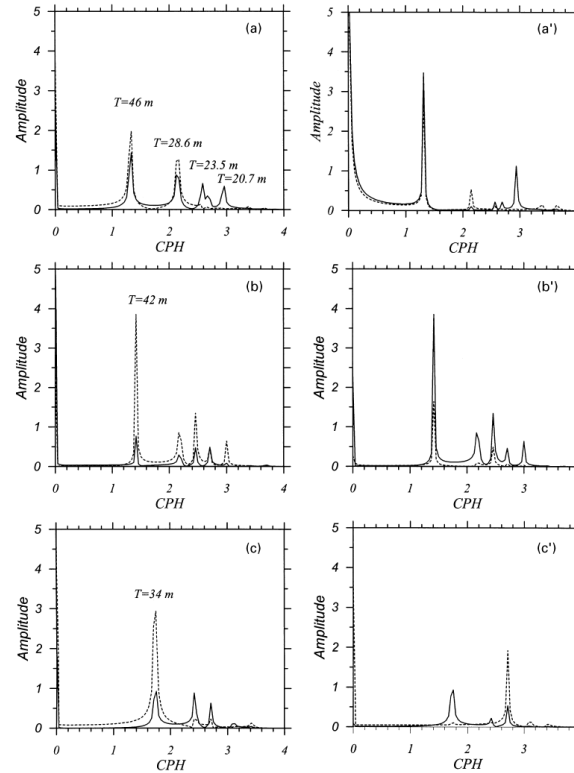 (a)
Amplitude
5
4
3
2
1
0
T=46 m
T=28.6 m
T=23.5 m
T=20.7 m
0 1 2 3 4
CPH
(a')
Amplitude
5
4
3
2
1
0
0 1 2 3
CPH
(b)
Amplitude
5
4
3
2
1
0
T=42 m
0 1 2 3 4
CPH
(b')
Amplitude
5
4
3
2
1
0
0 1 2 3
CPH
(c)
Amplitude
5
4
3
2
1
0
T=34 m
0 1 2 3 4
CPH
(c')
Amplitude
5
4
3
2
1
0
0 1 2 3
CPH